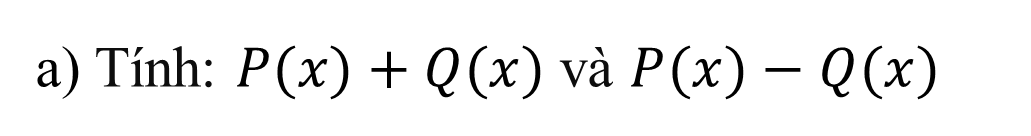 a) Tính: P(x) + Q(x) và P(x) − Q(x)